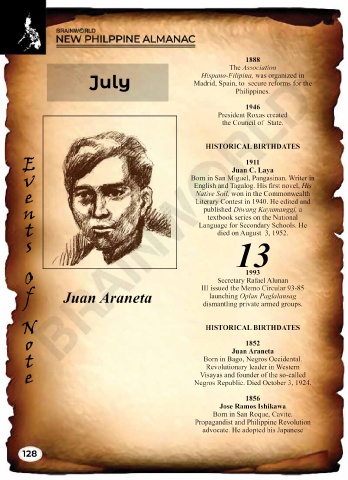 BRAINWORLD
NEW PHILPPINE ALMANAC
July
Events Of Note
Juan Araneta
1888
The Association
Hispano-Filipina, was organized in
Madrid, Spain, to secure reforms for the
Philippines.
1946
President Roxas created
the Council of State.
HISTORICAL BIRTHDATES
1911
Juan C. Laya
Born in San Miguel, Pangasinan. Writer in
English and Tagalog. His first novel, His
Native Soil, won in the Commonwealth
Literary Contest in 1940. He edited and
published Diwang Kayumanggi, a
textbook series on the National
Language for Secondary Schools. He
died on August 3, 1952.
13
1993
Secretary Rafael Alunan
III issued the Memo Circular 93-85
launching Oplan Paglalansag
dismantling private armed groups.
HISTORICAL BIRTHDATES
1852
Juan Araneta
Born in Bago, Negros Occidental.
Revolutionary leader in Western
Visayas and founder of the so-called
Negros Republic. Died October 3, 1924.
1856
Jose Ramos Ishikawa
Born in San Roque, Cavite.
Propagandist and Philippine Revolution
advocate. He adopted his Japanese
128